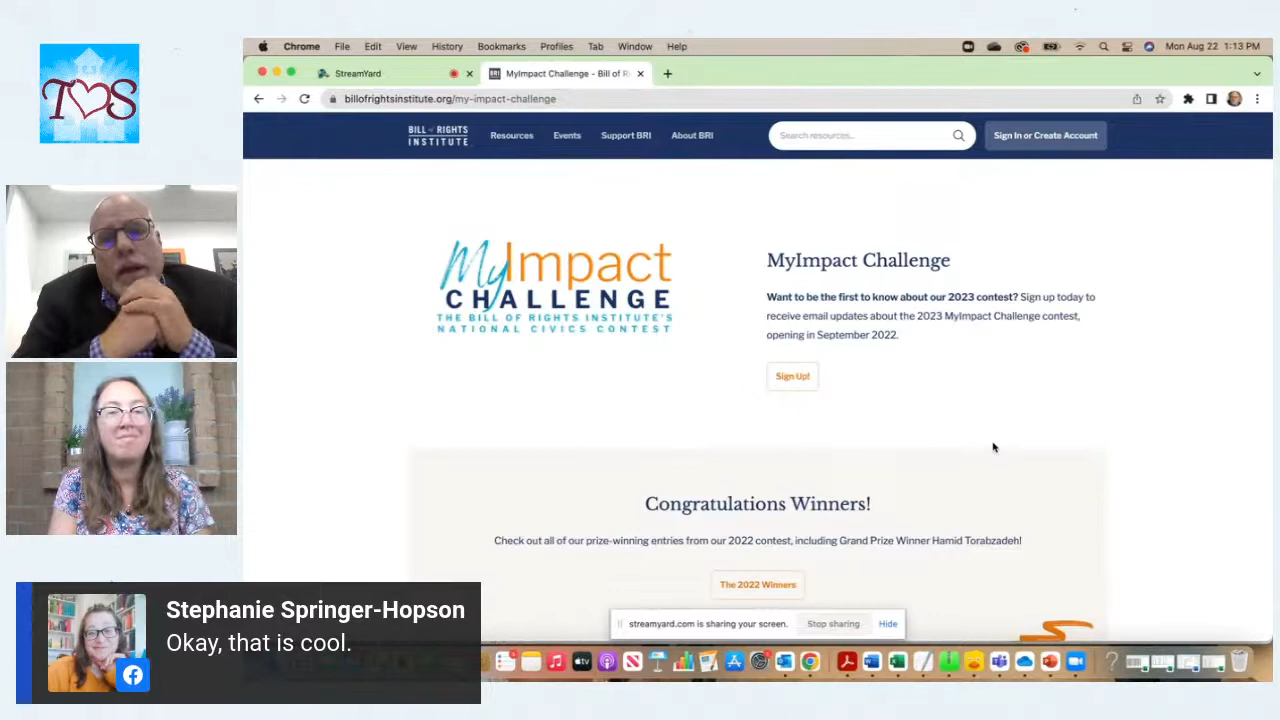 TOS
Chrome File Edit View History Bookmarks Profiles Tab Window Help
Mon Aug 22 1:13 PM
StreamYard
MyImpact Challenge - Bill of R
billofrightsinstitute.org/my-impact-challenge
BILL of RIGHTS
INSTITUTE
Resources Events Support BRI About BRI
Search resources...
Sign In or Create Account
MyImpact
CHALLENGE
THE BILL OF RIGHTS INSTITUTE'S
NATIONAL CIVICS CONTEST
MyImpact Challenge
Want to be the first to know about our 2023 contest? Sign up today to
receive email updates about the 2023 MyImpact Challenge contest,
opening in September 2022.
Sign Up!
Congratulations Winners!
Check out all of our prize-winning entries from our 2022 contest, including Grand Prize Winner Hamid Torabzadeh!
The 2022 Winners
streamyard.com is sharing your screen.
Stop sharing
Hide
Stephanie Springer-Hopson
Okay, that is cool.